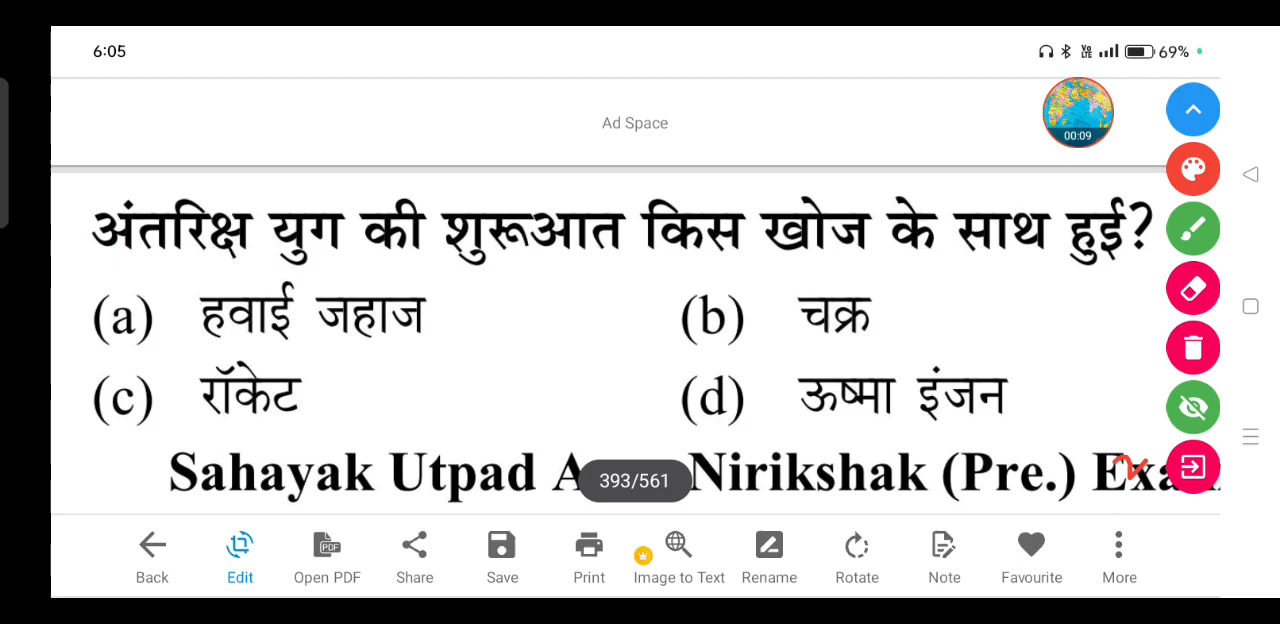 6:05 69%
Ad Space
00:09
अंतरिक्ष युग की शुरूआत किस खोज के साथ हुई?
(a) हवाई जहाज (b) चक्र
(c) रॉकेट (d) ऊष्मा इंजन
Sahayak Utpad Nirikshak (Pre.)
393/561
PDF
Back Edit Open PDF Share Save Print Image to Text Rename Rotate Note Favourite More